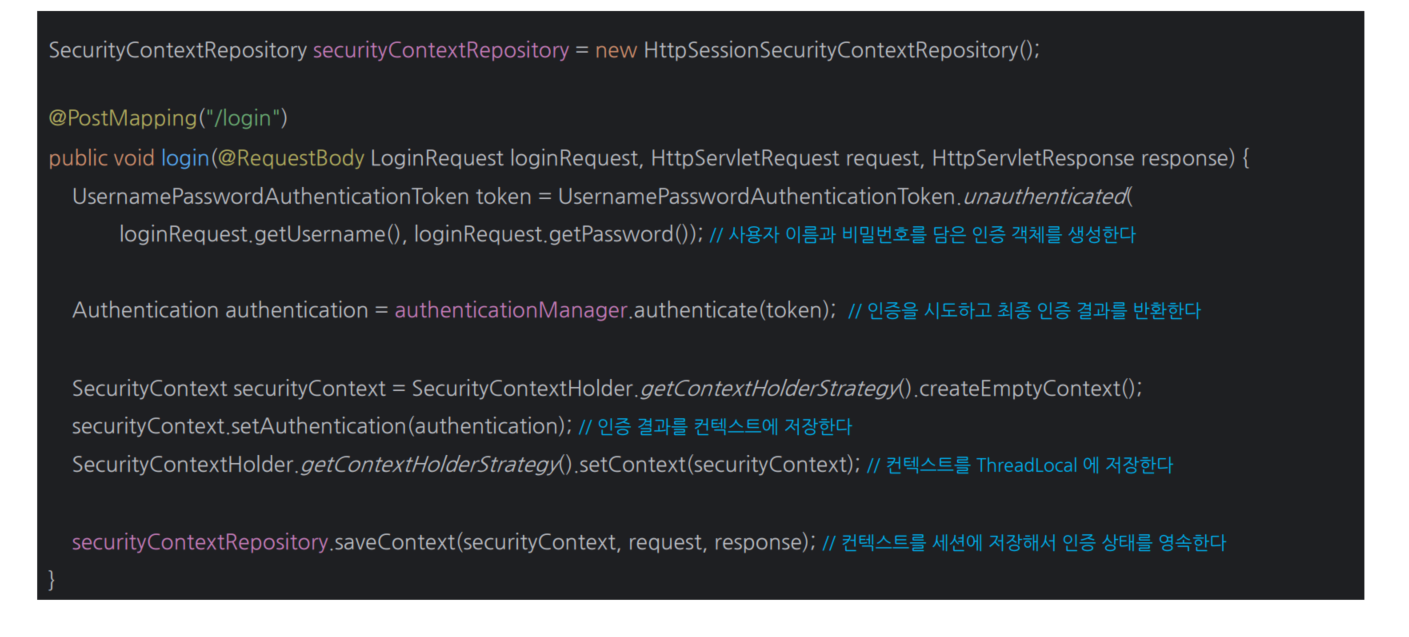 SecurityContextRepository securityContextRepository = new HttpSessionSecurityContextRepository();
@PostMapping("/login")
public void login(@RequestBody LoginRequest loginRequest, HttpServletRequest request, HttpServletResponse response) {
UsernamePasswordAuthenticationToken token = UsernamePasswordAuthenticationToken.unauthenticated(
loginRequest.getUsername(), loginRequest.getPassword()); // 사용자 이름과 비밀번호를 담은 인증 객체를 생성한다
Authentication authentication = authenticationManager.authenticate(token); // 인증을 시도하고 최종 인증 결과를 반환한다
SecurityContext securityContext = SecurityContextHolder.getContextHolderStrategy().createEmptyContext();
securityContext.setAuthentication(authentication); // 인증 결과를 컨텍스트에 저장한다
SecurityContextHolder.getContextHolderStrategy().setContext(securityContext); // 컨텍스트를 ThreadLocal 에 저장한다
securityContextRepository.saveContext(securityContext, request, response); // 컨텍스트를 세션에 저장해서 인증 상태를 영속한다
}